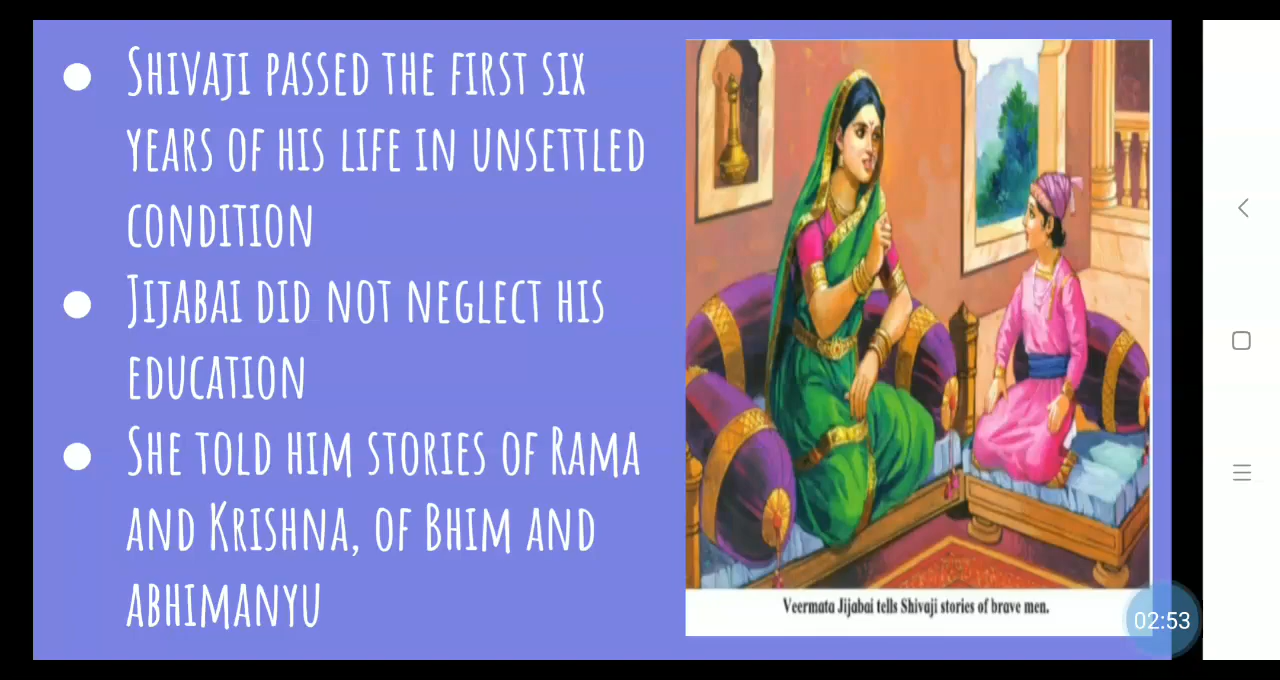 Shivaji passed the first six
years of his life in unsettled
condition
Jijabai did not neglect his
education
She told him stories of Rama
and Krishna, of Bhim and
abhimanyu
Veermata Jijabai tells Shivaji stories of brave men.
02:53